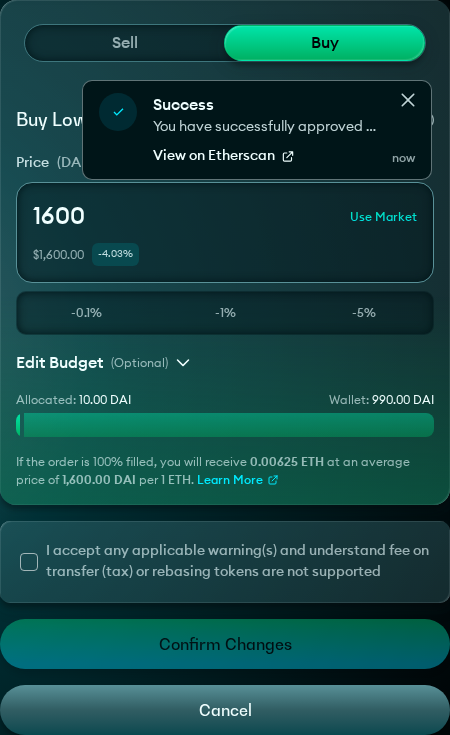 Sell
Buy
Success
You have successfully approved ...
View on Etherscan
now
Buy Low
Price (DA
1600
Use Market
$1,600.00
-4.03%
-0.1%
-1%
-5%
Edit Budget (Optional)
Allocated: 10.00 DAI
Wallet: 990.00 DAI
If the order is 100% filled, you will receive 0.00625 ETH at an average
price of 1,600.00 DAI per 1 ETH. Learn More
I accept any applicable warning(s) and understand fee on
transfer (tax) or rebasing tokens are not supported
Confirm Changes
Cancel